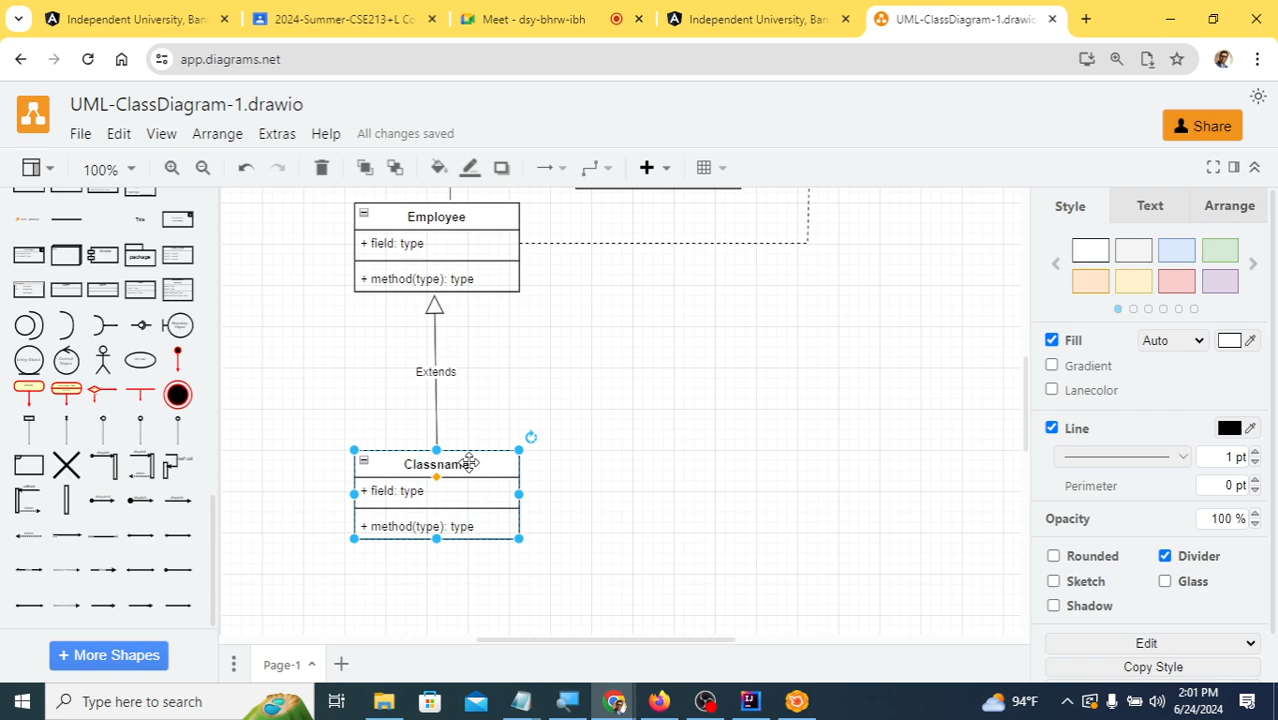 Independent University, Ban
2024-Summer-CSE213+L Co
Meet - dsy-bhrw-ibh
Independent University, Ban
UML-ClassDiagram-1.drawio
app.diagrams.net
UML-ClassDiagram-1.drawio
File Edit View Arrange Extras Help All changes saved
Share
100%
Title
package
Employee
+ field: type
+ method(type): type
Extends
Classname
+ field: type
+ method(type): type
Style Text Arrange
Fill Auto
Gradient
Lanecolor
Line
1 pt
Perimeter 0 pt
Opacity 100 %
Rounded Divider
Sketch Glass
Shadow
Edit
Copy Style
+ More Shapes
Page-1
Type here to search
94°F
2:01 PM
6/24/2024